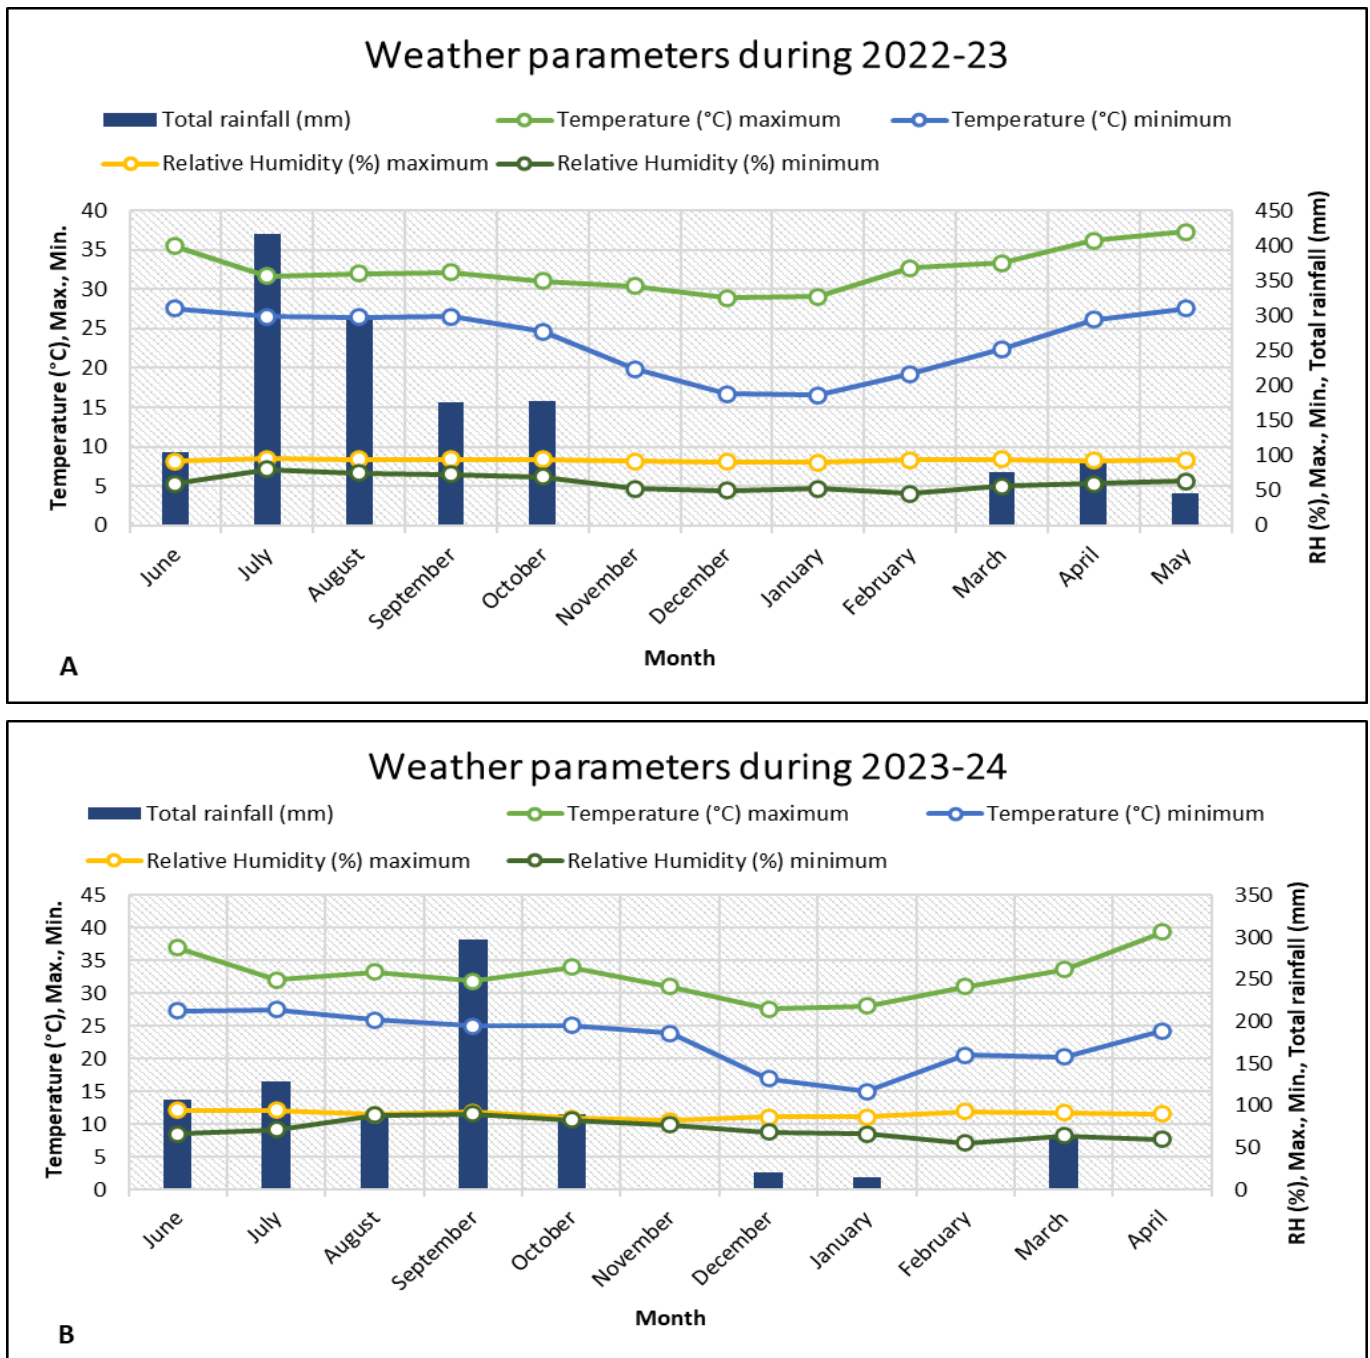 Weather parameters during 2022-23
Total rainfall (mm) Temperature (°C) maximum Temperature (°C) minimum
Relative Humidity (%) maximum Relative Humidity (%) minimum
Temperature (°C), Max., Min.
40
35
30
25
20
15
10
5
0
450
400
350
300
250
200
150
100
50
0
RH (%), Max., Min., Total rainfall (mm)
June July August September October November December January February March April May
Month
A
Weather parameters during 2023-24
Total rainfall (mm) Temperature (°C) maximum Temperature (°C) minimum
Relative Humidity (%) maximum Relative Humidity (%) minimum
Temperature (°C), Max., Min.
45
40
35
30
25
20
15
10
5
0
350
300
250
200
150
100
50
0
RH (%), Max., Min., Total rainfall (mm)
June July August September October November December January February March April
Month
B